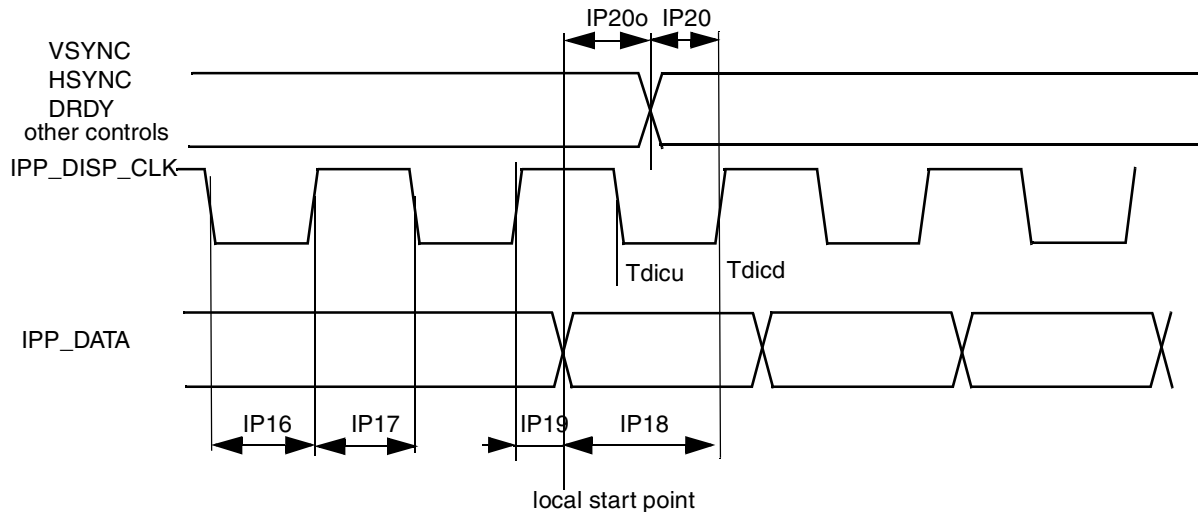 IP20o IP20
VSYNC
HSYNC
DRDY
other controls
IPP_DISP_CLK
Tdicu Tdicd
IPP_DATA
IP16 IP17 IP19 IP18
local start point